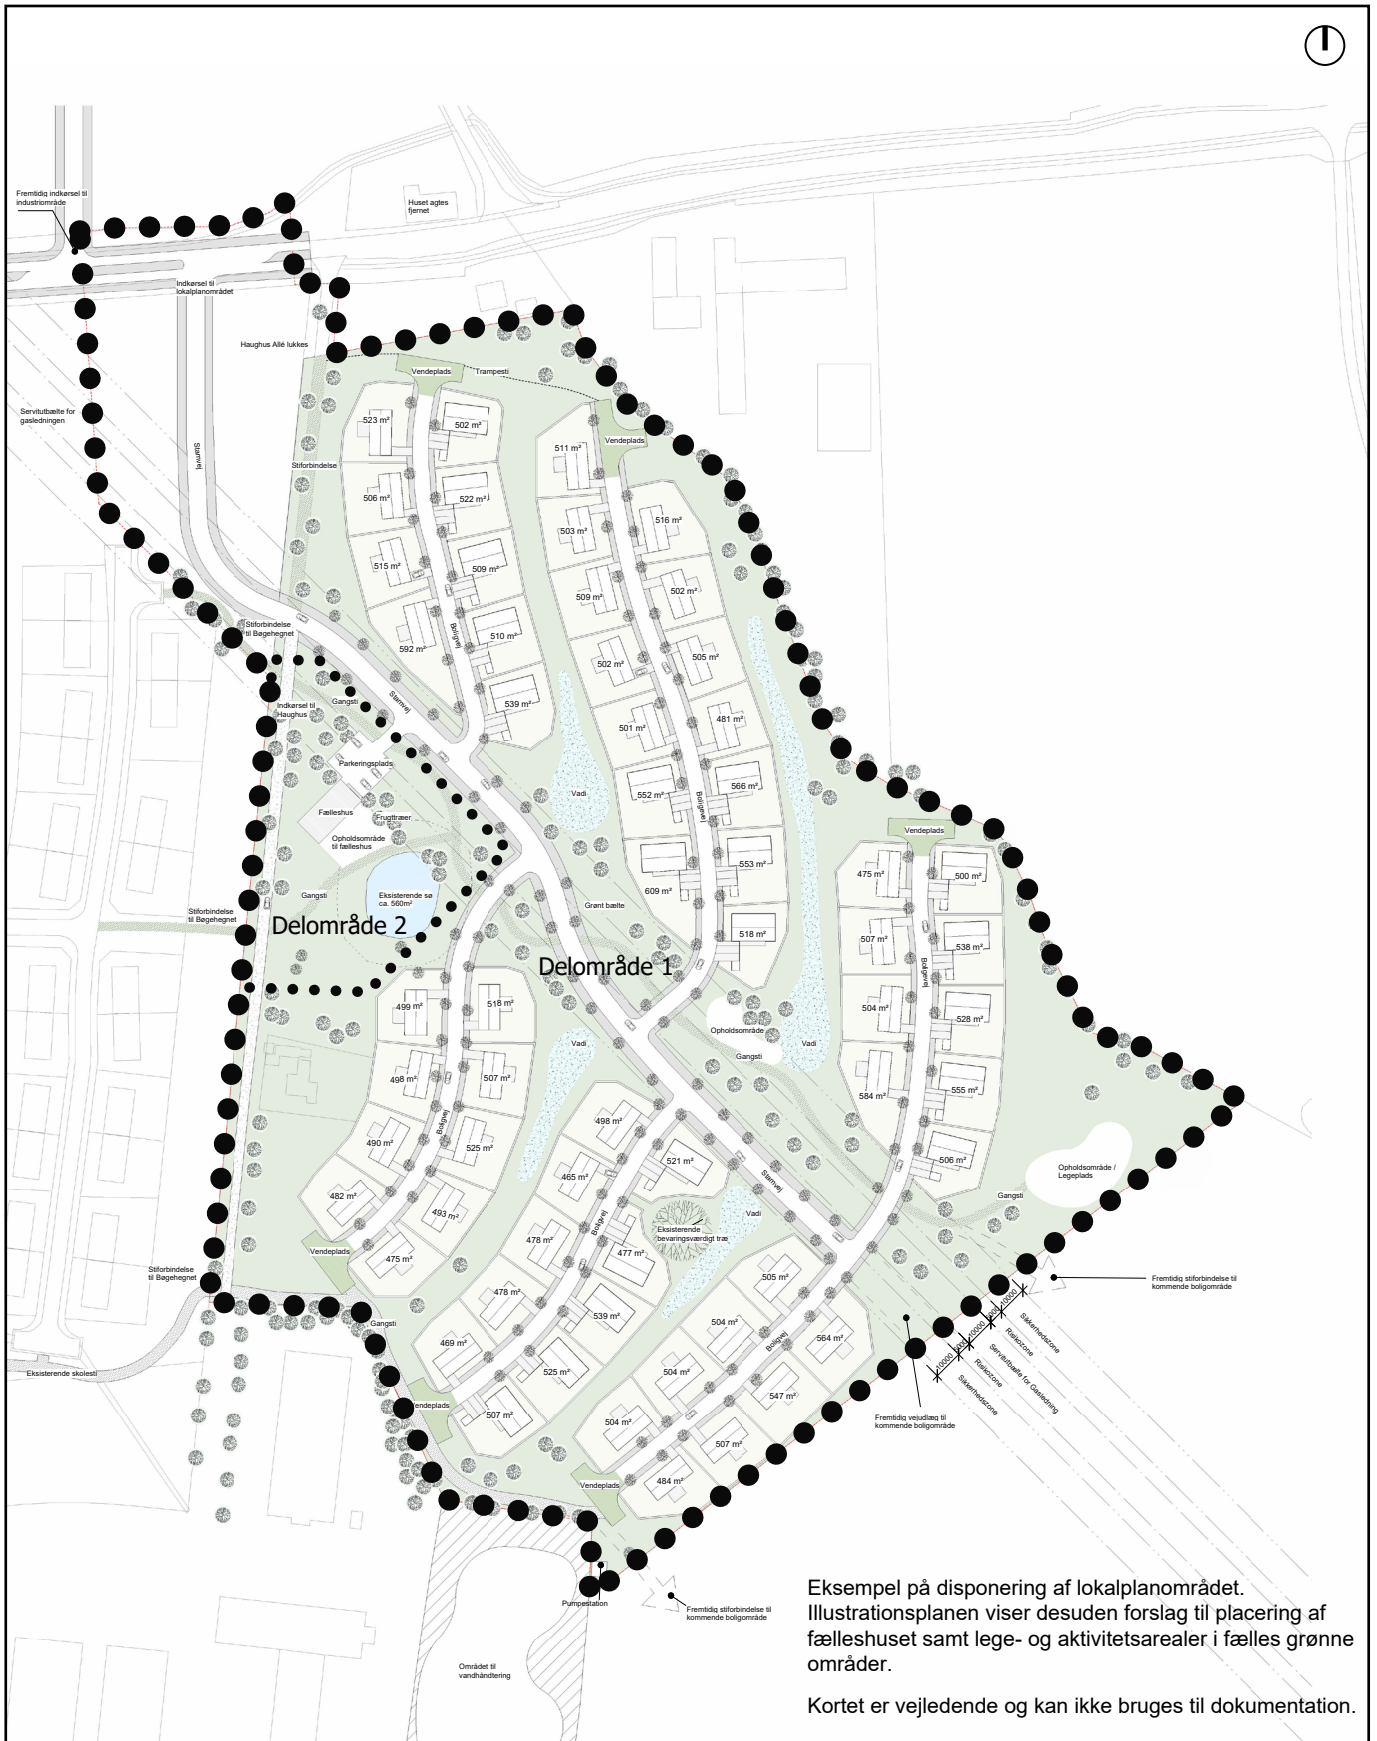 Fremtidig indkørsel til
industriområde
Huset agtes
fjernet
Indkørsel til
lokalplanområdet
Haughus Allé lukkes
Servitutbælte for
gasledningen
Stamvej
Stiforbindelse
Vendeplads
Trampesti
Vendeplads
523 m²
502 m²
506 m²
522 m²
515 m²
509 m²
592 m²
510 m²
539 m²
Boligvej
511 m²
503 m²
516 m²
509 m²
502 m²
502 m²
505 m²
501 m²
481 m²
552 m²
566 m²
553 m²
609 m²
518 m²
Boligvej
Stiforbindelse
til Bøgehegnet
Indkørsel til
Haughus
Gangsti
Stamvej
Parkeringsplads
Fælleshus
Frugttræer
Opholdsområde
til fælleshus
Gangsti
Eksisterende sø
ca. 560m²
Stiforbindelse
til Bøgehegnet
Delområde 2
Vadi
Grønt bælte
Delområde 1
Vendeplads
475 m²
500 m²
507 m²
538 m²
504 m²
528 m²
584 m²
555 m²
506 m²
Boligvej
Opholdsområde
Gangsti
Vadi
Vadi
499 m²
518 m²
498 m²
507 m²
490 m²
525 m²
482 m²
493 m²
475 m²
Boligvej
Vendeplads
498 m²
521 m²
465 m²
478 m²
477 m²
478 m²
539 m²
469 m²
525 m²
507 m²
Boligvej
Vadi
Stamvej
Eksisterende
bevaringsværdigt træ
Opholdsområde /
Legeplads
Gangsti
Stiforbindelse
til Bøgehegnet
Gangsti
Eksisterende skolesti
Vendeplads
505 m²
504 m²
564 m²
504 m²
547 m²
504 m²
507 m²
484 m²
Boligvej
Vendeplads
Fremtidig stiforbindelse til
kommende boligområde
10000
5000
10000
5000
10000
Sikkerhedszone
Risikozone
Servitutbælte for Gasledning
Risikozone
Sikkerhedszone
Fremtidig vejudlæg til
kommende boligområde
Pumpestation
Fremtidig stiforbindelse til
kommende boligområde
Området til
vandhåndtering
Eksempel på disponering af lokalplanområdet.
Illustrationsplanen viser desuden forslag til placering af
fælleshuset samt lege- og aktivitetsarealer i fælles grønne
områder.
Kortet er vejledende og kan ikke bruges til dokumentation.